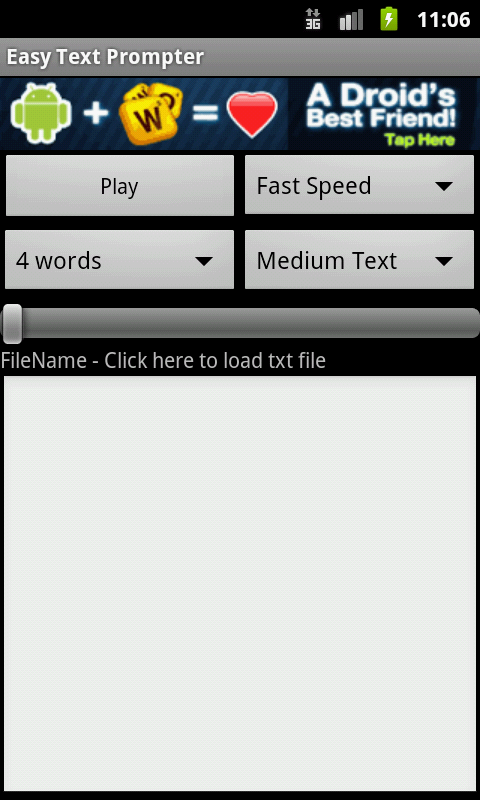 3G 11:06
Easy Text Prompter
W
A Droid's
Best Friend!
Tap Here
Play
Fast Speed
4 words
Medium Text
FileName - Click here to load txt file